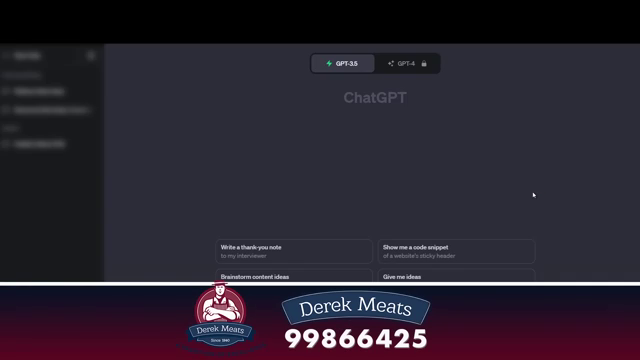 GPT-3.5
GPT-4
ChatGPT
Write a thank-you note
to my interviewer
Show me a code snippet
of a website's sticky header
Brainstorm content ideas
Give me ideas
Derek Meats
Since 1940
Derek Meats
99866425